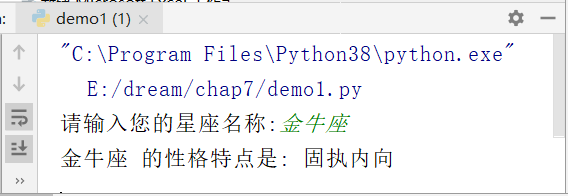 demo1 (1) ×
"C:\Program Files\Python38\python.exe"
E:/dream/chap7/demo1.py
请输入您的星座名称:金牛座
金牛座 的性格特点是: 固执内向